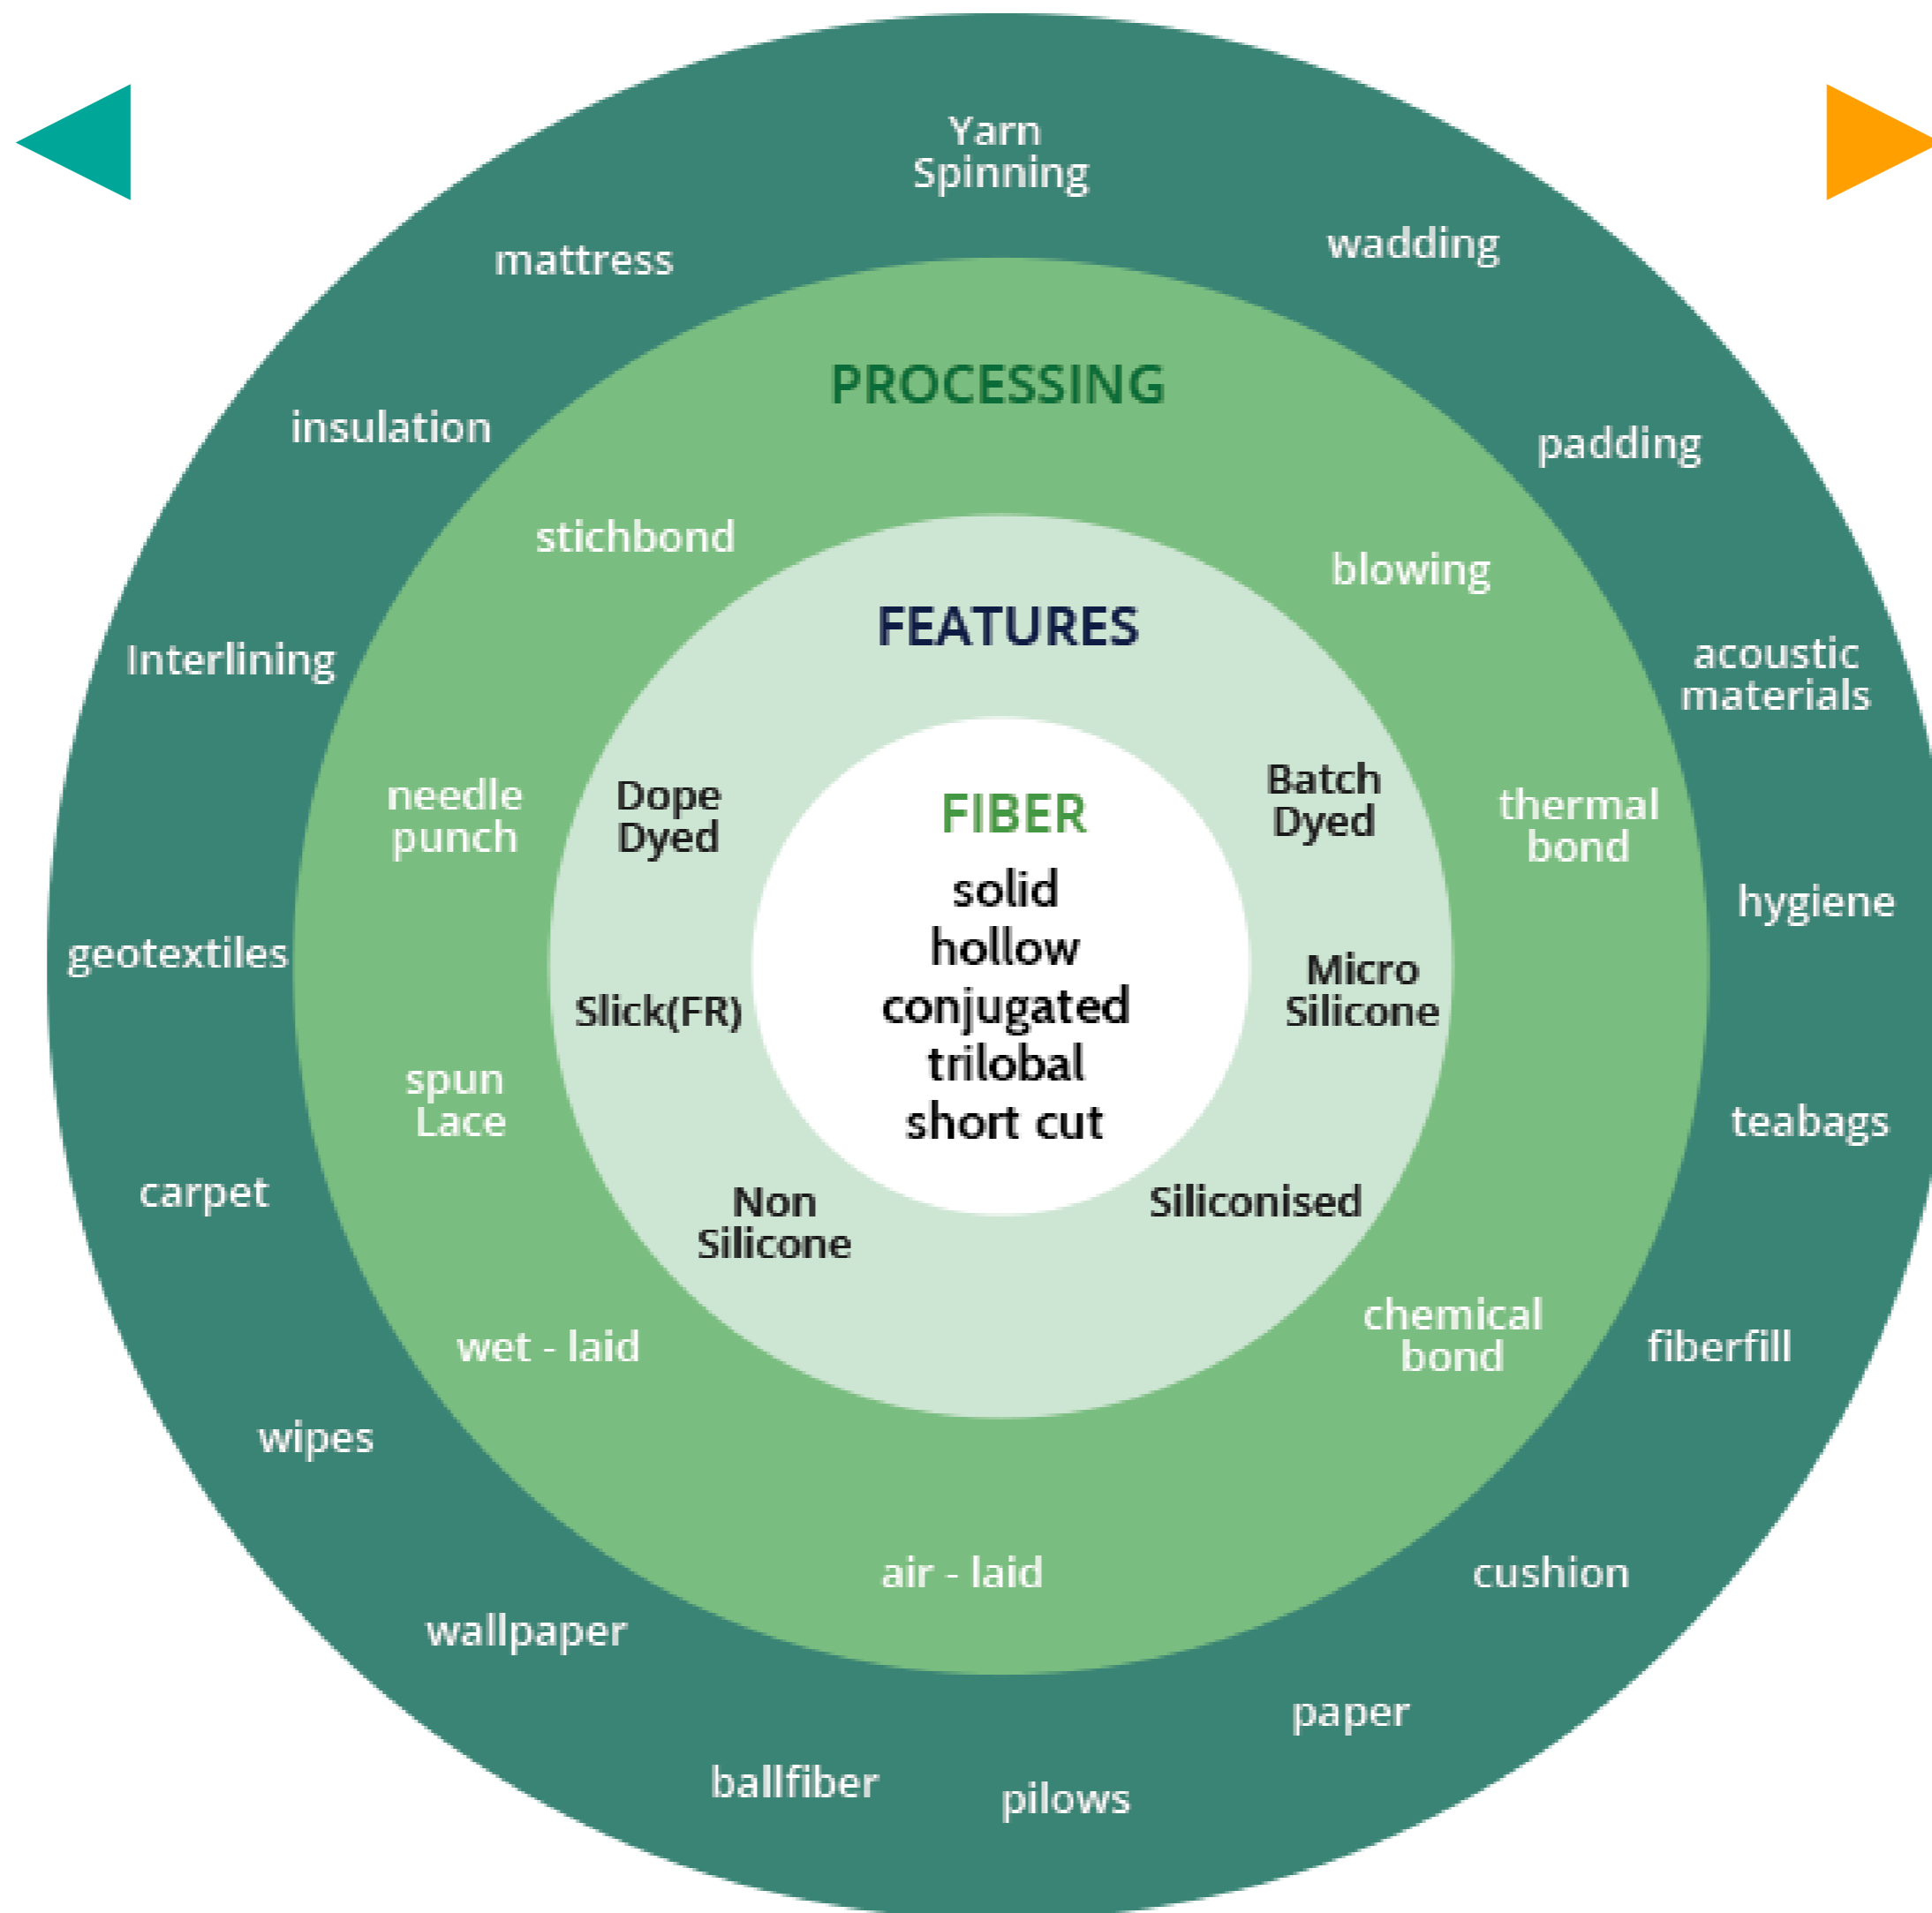 Yarn
Spinning
wadding
mattress
padding
insulation
acoustic
materials
Interlining
hygiene
geotextiles
teabags
carpet
fiberfill
wipes
cushion
wallpaper
paper
ballfiber
pilows
PROCESSING
stichbond
blowing
needle
punch
thermal
bond
spun
Lace
chemical
bond
wet - laid
air - laid
FEATURES
Dope
Dyed
Batch
Dyed
Slick(FR)
Micro
Silicone
Non
Silicone
Siliconised
FIBER
solid
hollow
conjugated
trilobal
short cut